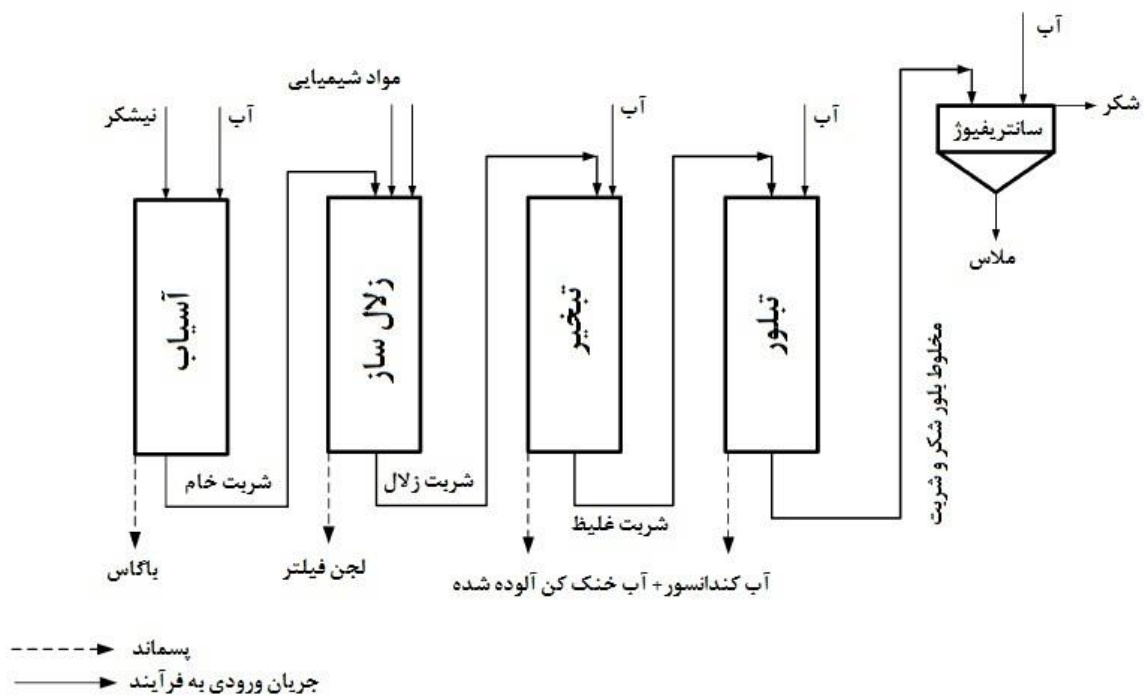 آب
شکر
سانتریفیوژ
ملاس
مواد شیمیایی
نیشکر
آب
آب
آب
آسیاب
زلال ساز
تبخیر
تبلور
مخلوط بلور شکر و شربت
شربت خام
شربت زلال
شربت غلیظ
باگاس
لجن فیلتر
آب کندانسور + آب خنک کن آلوده شده
پسماند
جریان ورودی به فرآیند